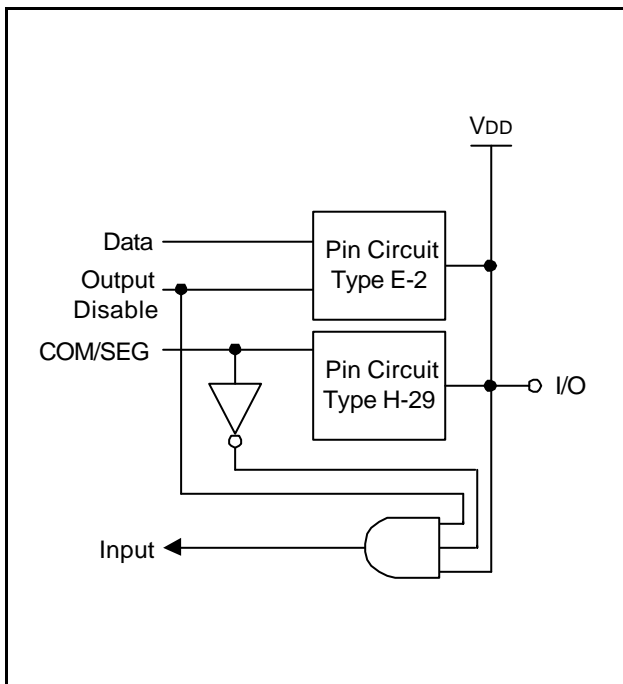 VDD
Data
Pin Circuit
Type E-2
Output
Disable
COM/SEG
Pin Circuit
Type H-29
I/O
Input